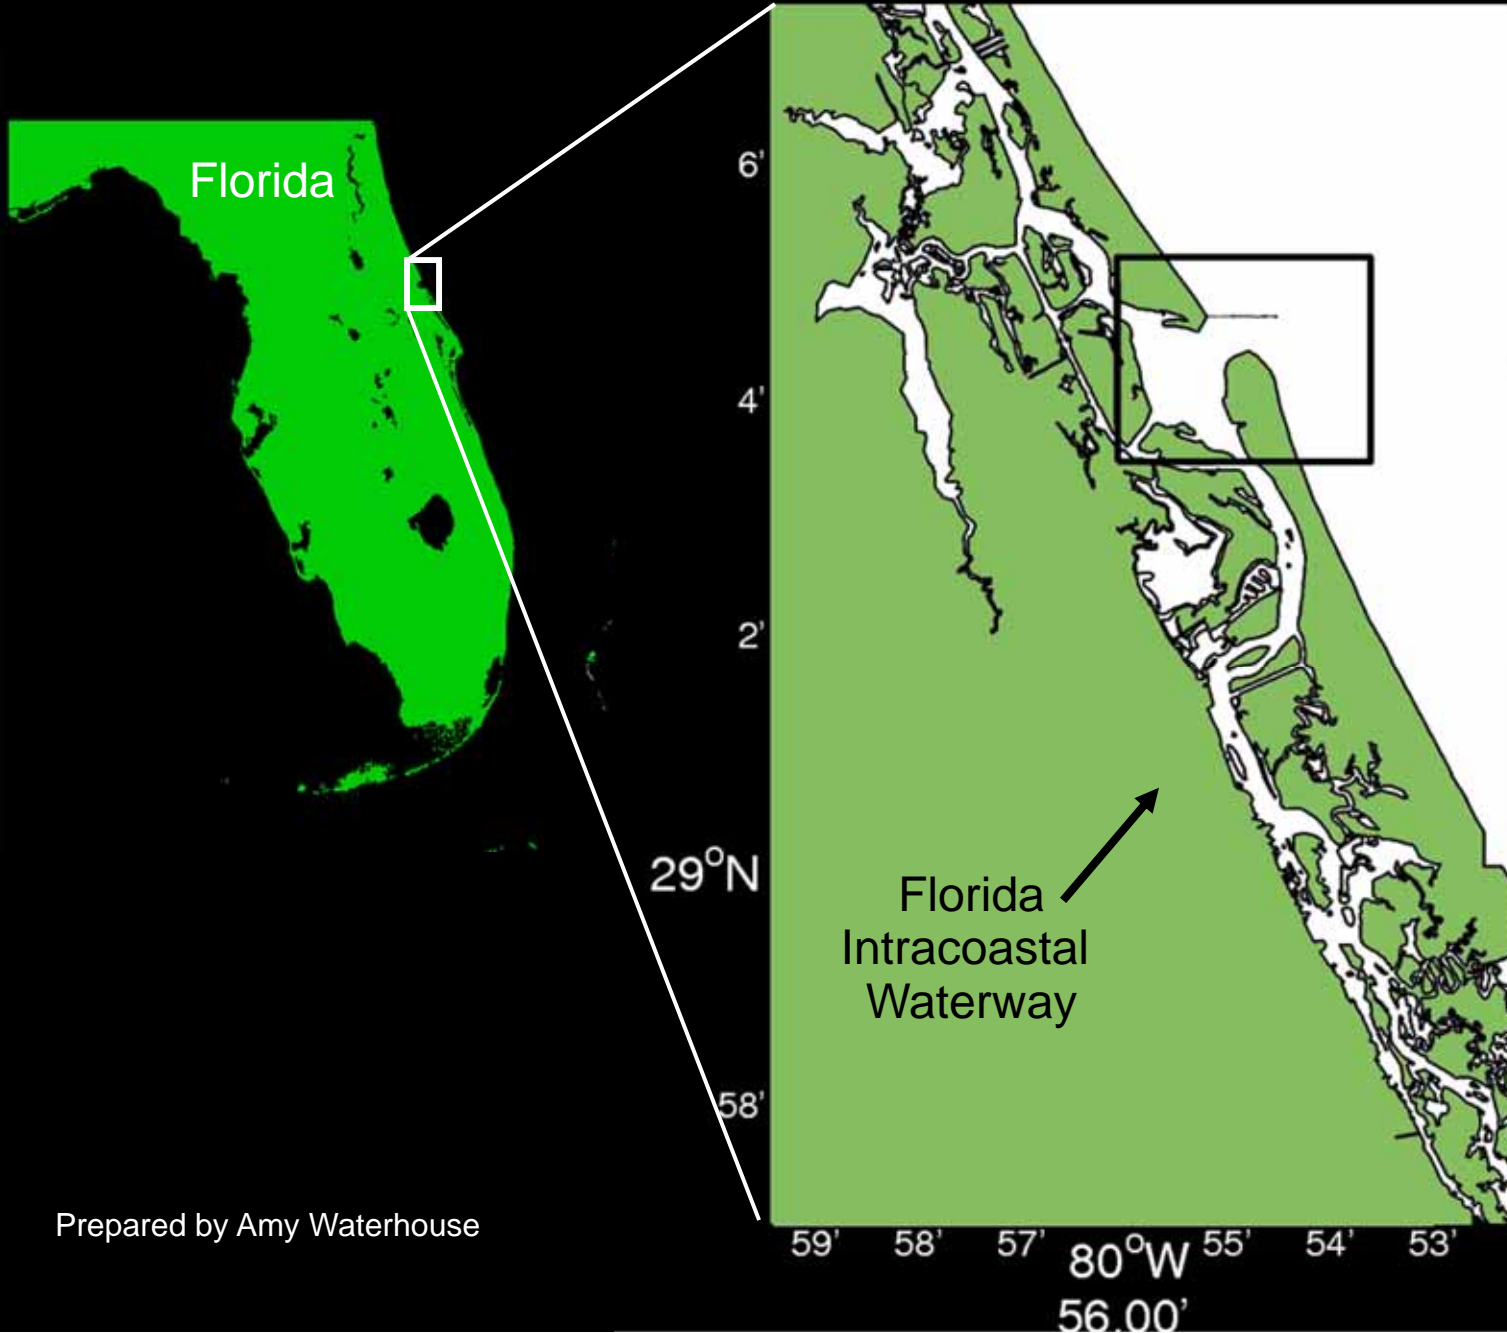 Florida
6'
4'
2'
29°N
58'
Florida
Intracoastal
Waterway
Prepared by Amy Waterhouse
59' 58' 57' 80°W 55' 54' 53'
56.00'